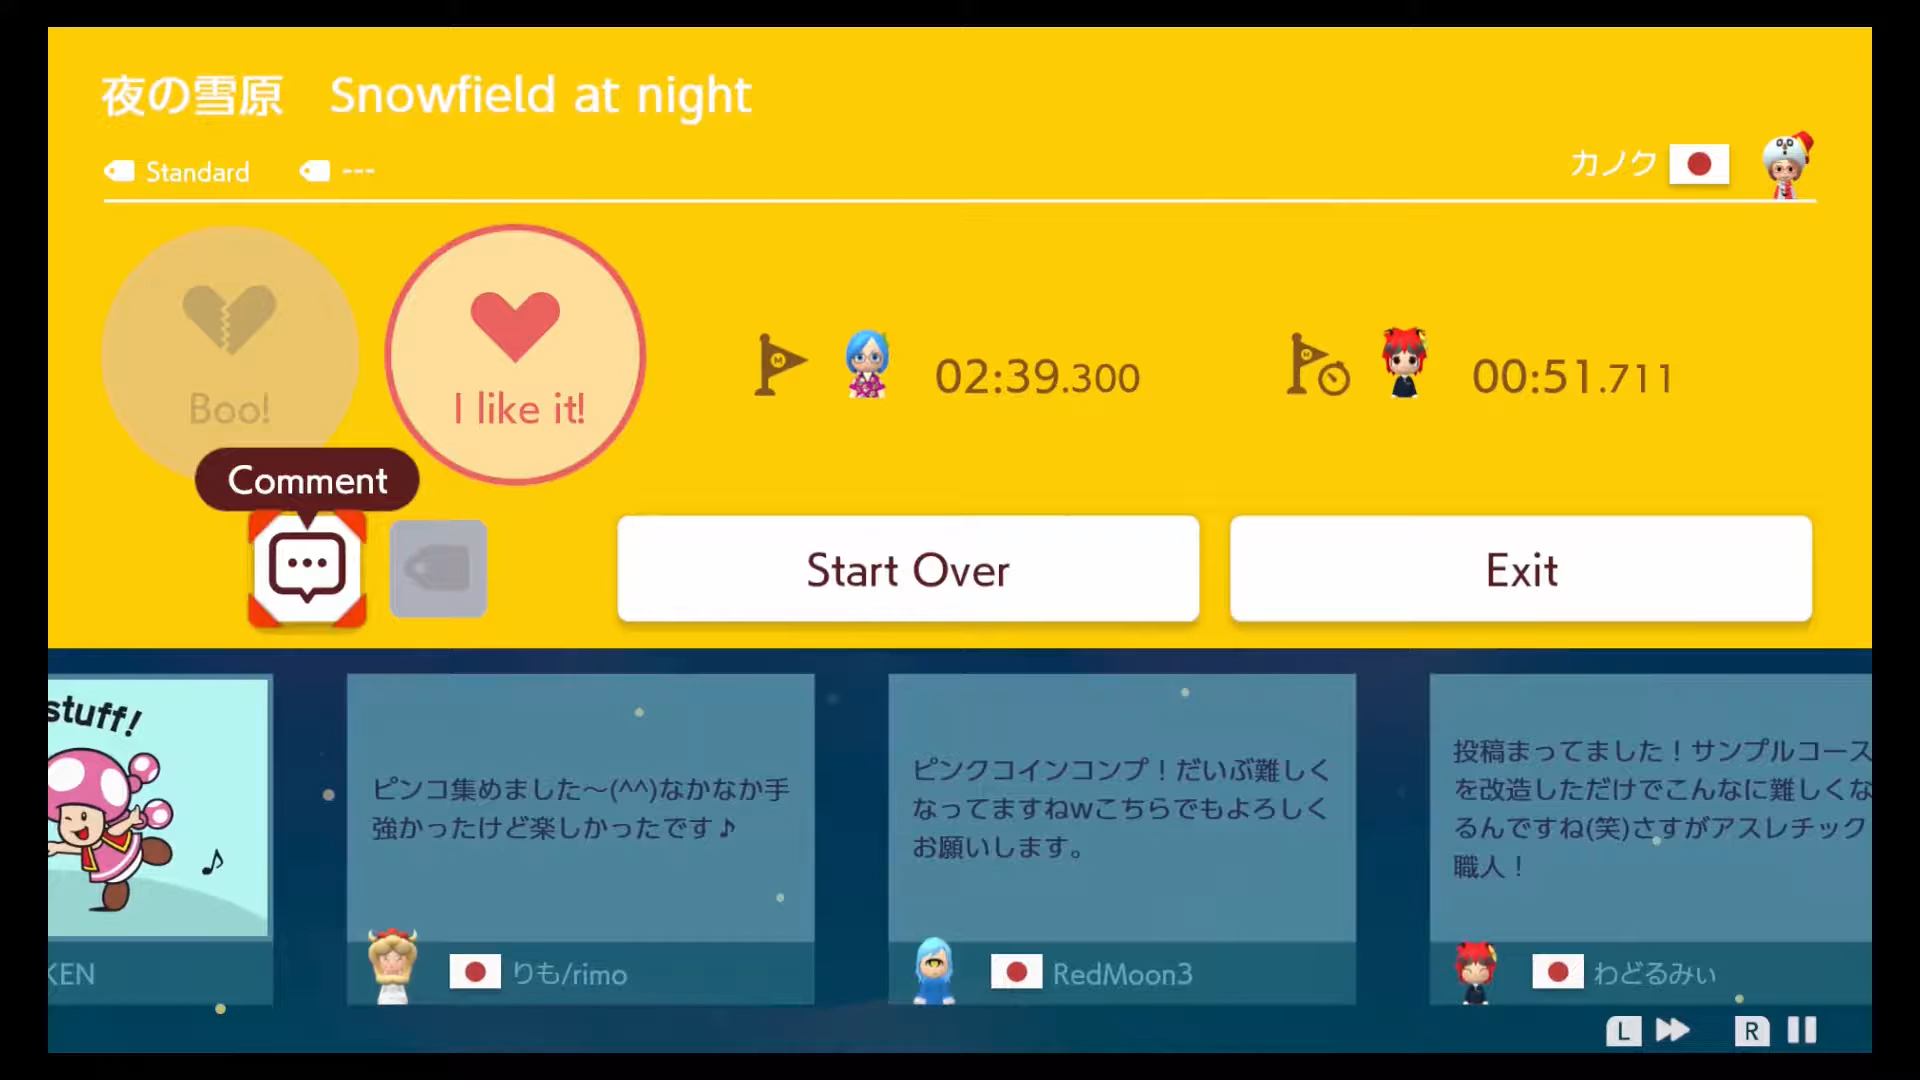 夜の雪原　Snowfield at night
Standard
---
カノク
Boo!
I like it!
02:39.300
00:51.711
Comment
Start Over
Exit
stuff!
KEN
ピンコ集めました～(^^)なかなか手
強かったけど楽しかったです♪
りも/rimo
ピンクコインコンプ！だいぶ難しく
なってますねwこちらでもよろしく
お願いします。
RedMoon3
投稿まってました！サンプルコース
を改造しただけでこんなに難しくな
るんですね(笑)さすがアスレチック
職人！
わどるみぃ
L
R